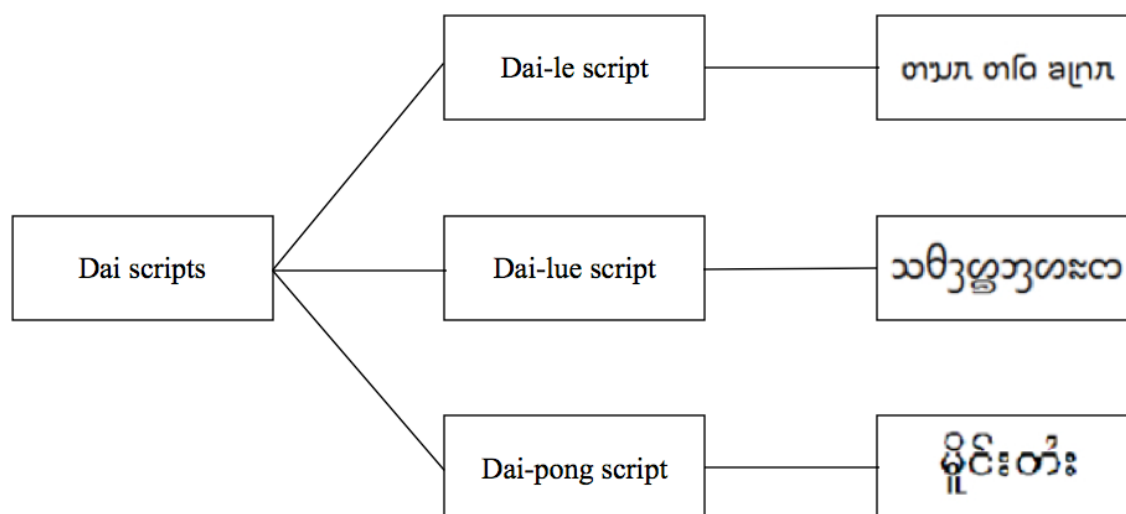 Dai-le script
Dai scripts
Dai-lue script
Dai-pong script
မိူင်းတႆး